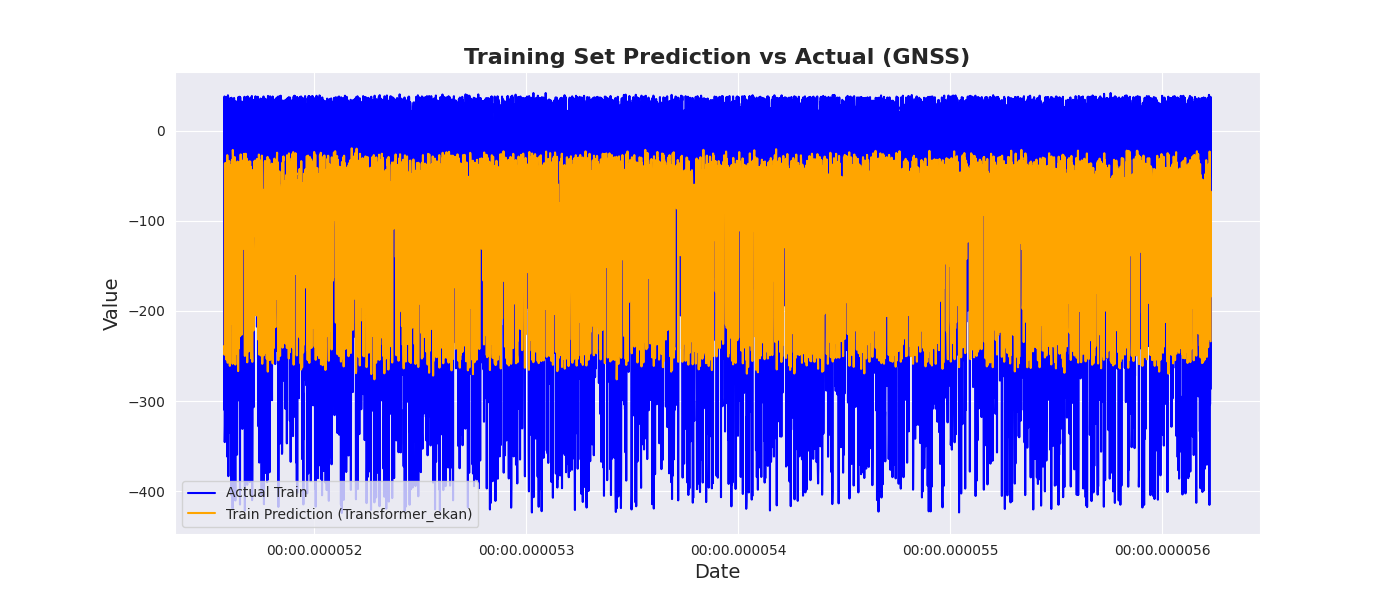 Training Set Prediction vs Actual (GNSS)
Value
0
−100
−200
−300
−400
Actual Train
Train Prediction (Transformer_ekan)
00:00.000052
00:00.000053
00:00.000054
00:00.000055
00:00.000056
Date